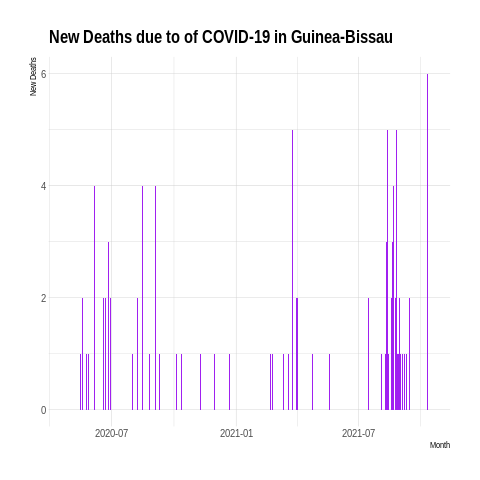 New Deaths due to of COVID-19 in Guinea-Bissau
New Deaths
6
4
2
0
2020-07
2021-01
2021-07
Month